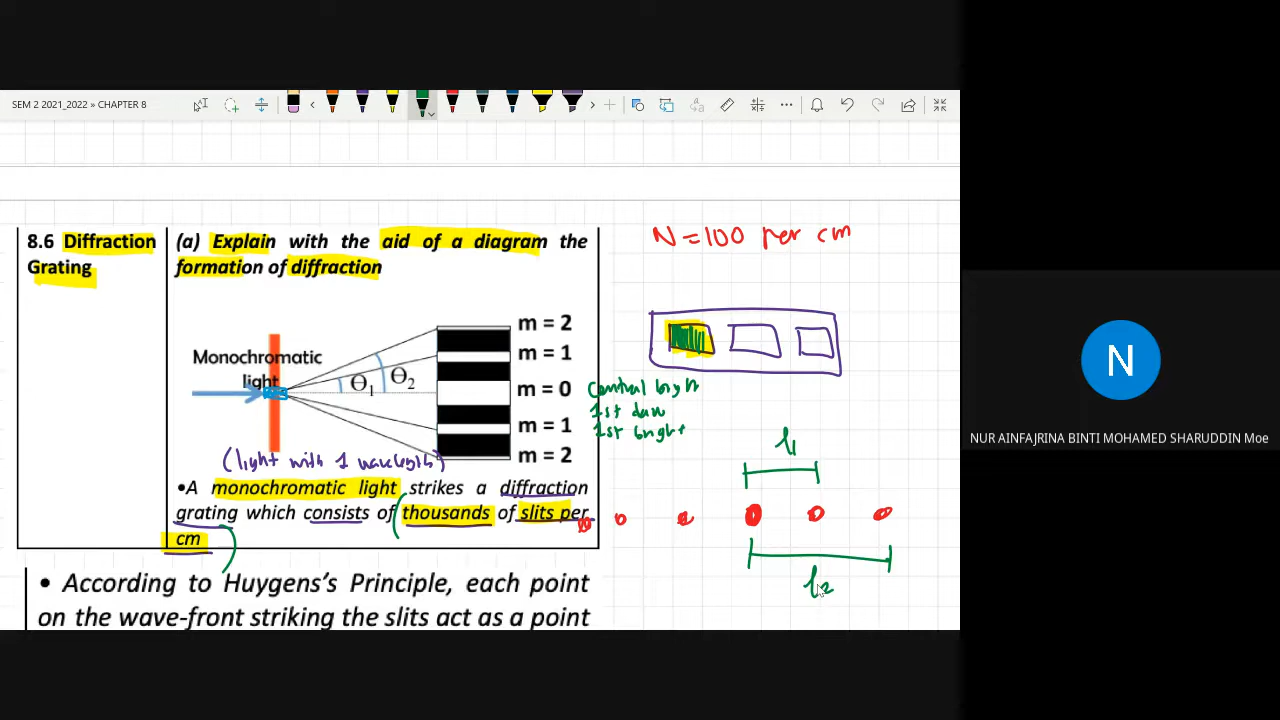 SEM 2 2021_2022 » CHAPTER 8
8.6 Diffraction
Grating
(a) Explain with the aid of a diagram the
formation of diffraction
Monochromatic
light
Θ1
Θ2
m = 2
m = 1
m = 0
m = 1
m = 2
(light with 1 wavelength)
•A monochromatic light strikes a diffraction
grating which consists of thousands of slits per
cm
• According to Huygens's Principle, each point
on the wave-front striking the slits act as a point
N = 100 per cm
Central bright
1st dark
1st bright
l1
l2
N
NUR AINFAJRINA BINTI MOHAMED SHARUDDIN Moe